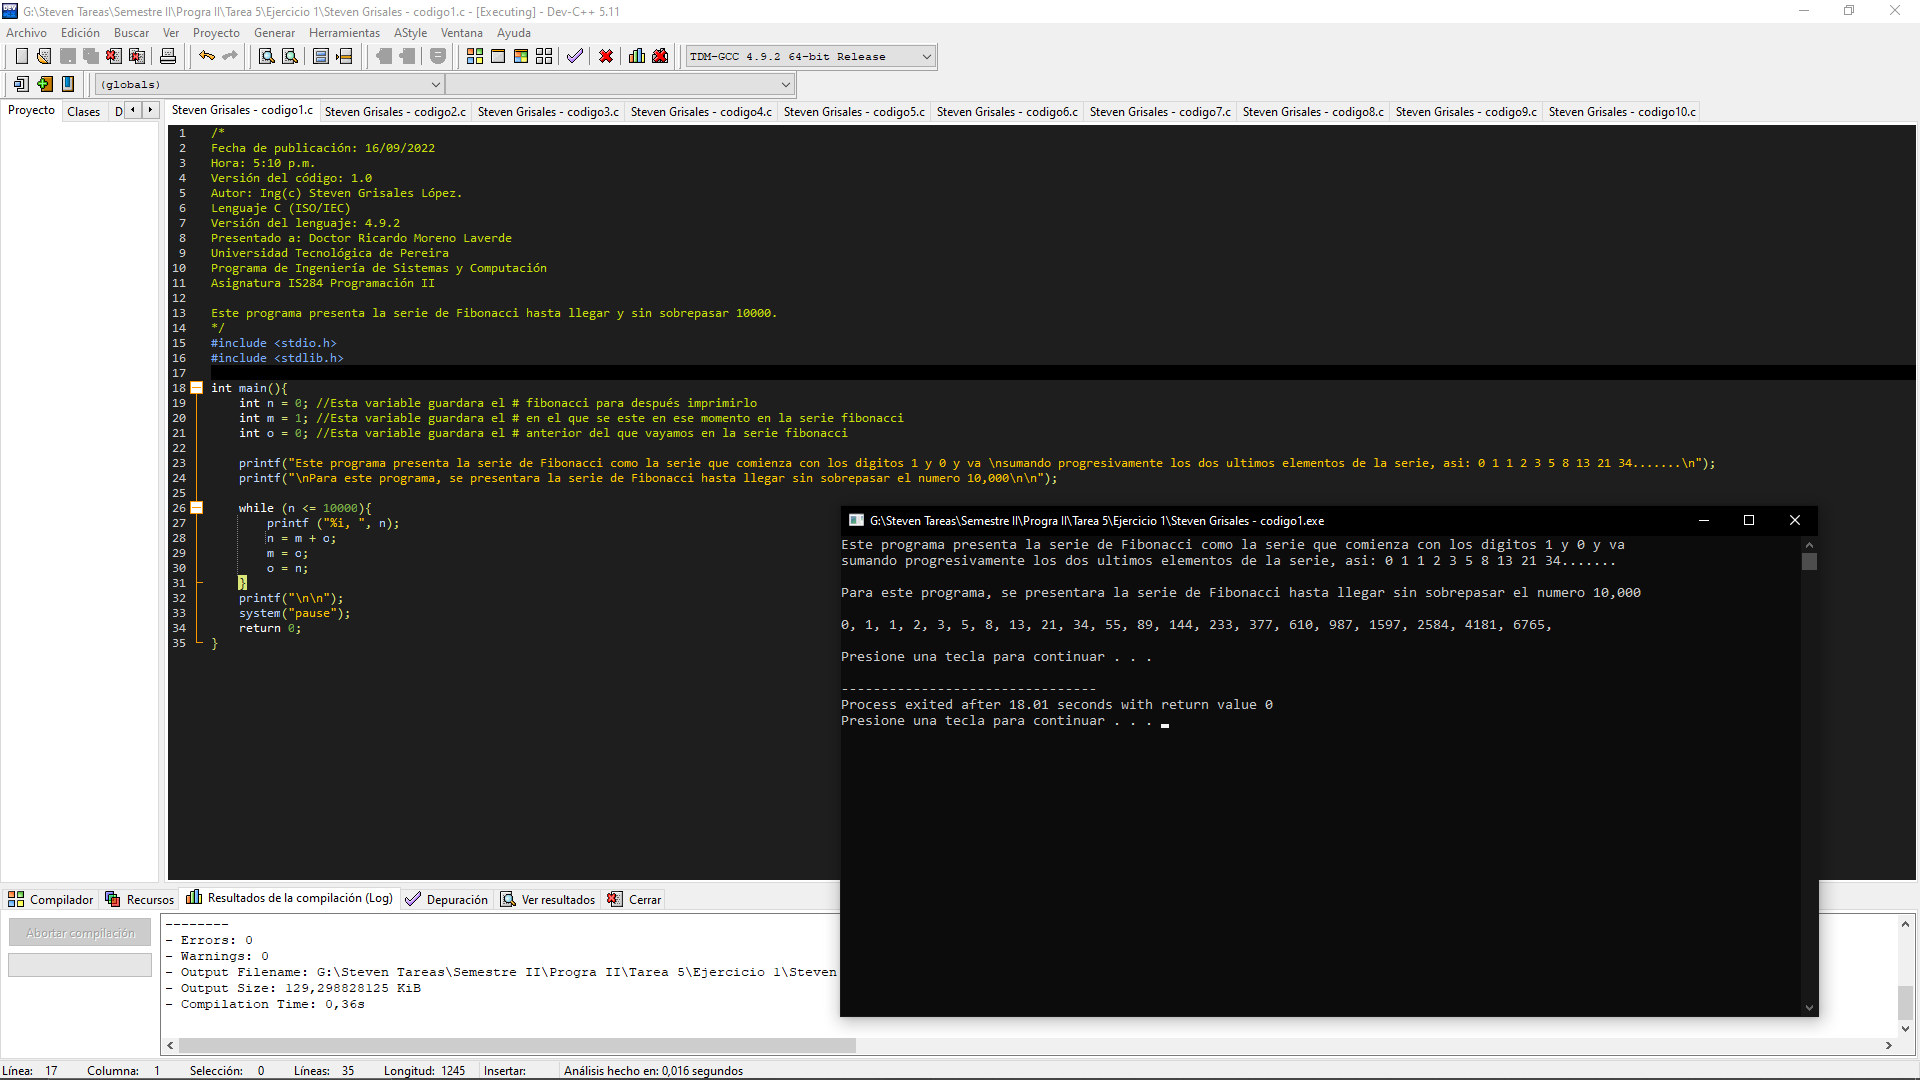 G:\Steven Tareas\Semestre II\Progra II\Tarea 5\Ejercicio 1\Steven Grisales - codigo1.c - [Executing] - Dev-C++ 5.11
Archivo Edición Buscar Ver Proyecto Generar Herramientas AStyle Ventana Ayuda
TDM-GCC 4.9.2 64-bit Release
(globals)
Proyecto Clases D
Steven Grisales - codigo1.c Steven Grisales - codigo2.c Steven Grisales - codigo3.c Steven Grisales - codigo4.c Steven Grisales - codigo5.c Steven Grisales - codigo6.c Steven Grisales - codigo7.c Steven Grisales - codigo8.c Steven Grisales - codigo9.c Steven Grisales - codigo10.c
1 /*
2 Fecha de publicación: 16/09/2022
3 Hora: 5:10 p.m.
4 Versión del código: 1.0
5 Autor: Ing(c) Steven Grisales López.
6 Lenguaje C (ISO/IEC)
7 Versión del lenguaje: 4.9.2
8 Presentado a: Doctor Ricardo Moreno Laverde
9 Universidad Tecnológica de Pereira
10 Programa de Ingeniería de Sistemas y Computación
11 Asignatura IS284 Programación II
12
13 Este programa presenta la serie de Fibonacci hasta llegar y sin sobrepasar 10000.
14 */
15 #include <stdio.h>
16 #include <stdlib.h>
17
18 int main(){
19 int n = 0; //Esta variable guardara el # fibonacci para después imprimirlo
20 int m = 1; //Esta variable guardara el # en el que se este en ese momento en la serie fibonacci
21 int o = 0; //Esta variable guardara el # anterior del que vayamos en la serie fibonacci
22
23 printf("Este programa presenta la serie de Fibonacci como la serie que comienza con los digitos 1 y 0 y va \nsumando progresivamente los dos ultimos elementos de la serie, asi: 0 1 1 2 3 5 8 13 21 34.......\n");
24 printf("\nPara este programa, se presentara la serie de Fibonacci hasta llegar sin sobrepasar el numero 10,000\n\n");
25
26 while (n <= 10000){
27 printf ("%i, ", n);
28 n = m + o;
29 m = o;
30 o = n;
31 }
32 printf("\n\n");
33 system("pause");
34 return 0;
35 }
G:\Steven Tareas\Semestre II\Progra II\Tarea 5\Ejercicio 1\Steven Grisales - codigo1.exe
Este programa presenta la serie de Fibonacci como la serie que comienza con los digitos 1 y 0 y va
sumando progresivamente los dos ultimos elementos de la serie, asi: 0 1 1 2 3 5 8 13 21 34.......
Para este programa, se presentara la serie de Fibonacci hasta llegar sin sobrepasar el numero 10,000
0, 1, 1, 2, 3, 5, 8, 13, 21, 34, 55, 89, 144, 233, 377, 610, 987, 1597, 2584, 4181, 6765,
Presione una tecla para continuar . . .
--------------------------------
Process exited after 18.01 seconds with return value 0
Presione una tecla para continuar . . .
Compilador Recursos Resultados de la compilación (Log) Depuración Ver resultados Cerrar
Abortar compilación
--------
- Errors: 0
- Warnings: 0
- Output Filename: G:\Steven Tareas\Semestre II\Progra II\Tarea 5\Ejercicio 1\Steven
- Output Size: 129,298828125 KiB
- Compilation Time: 0,36s
Línea: 17 Columna: 1 Selección: 0 Líneas: 35 Longitud: 1245 Insertar: Análisis hecho en: 0,016 segundos